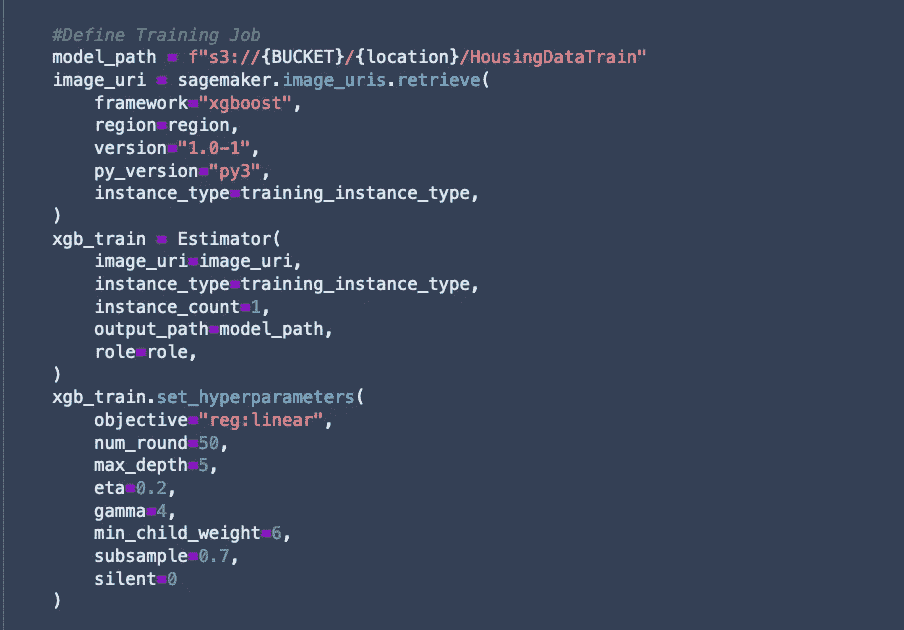 #Define Training Job
model_path = f"s3://{BUCKET}/{location}/HousingDataTrain"
image_uri = sagemaker.image_uris.retrieve(
    framework="xgboost",
    region=region,
    version="1.0-1",
    py_version="py3",
    instance_type=training_instance_type,
)
xgb_train = Estimator(
    image_uri=image_uri,
    instance_type=training_instance_type,
    instance_count=1,
    output_path=model_path,
    role=role,
)
xgb_train.set_hyperparameters(
    objective="reg:linear",
    num_round=50,
    max_depth=5,
    eta=0.2,
    gamma=4,
    min_child_weight=6,
    subsample=0.7,
    silent=0
)